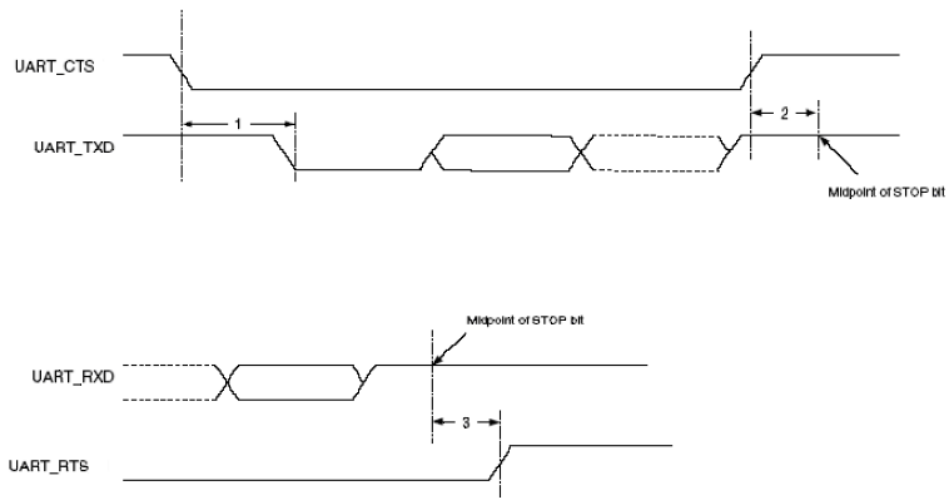 UART_CTS
1
2
UART_TXD
Midpoint of STOP bit
Midpoint of STOP bit
UART_RXD
3
UART_RTS